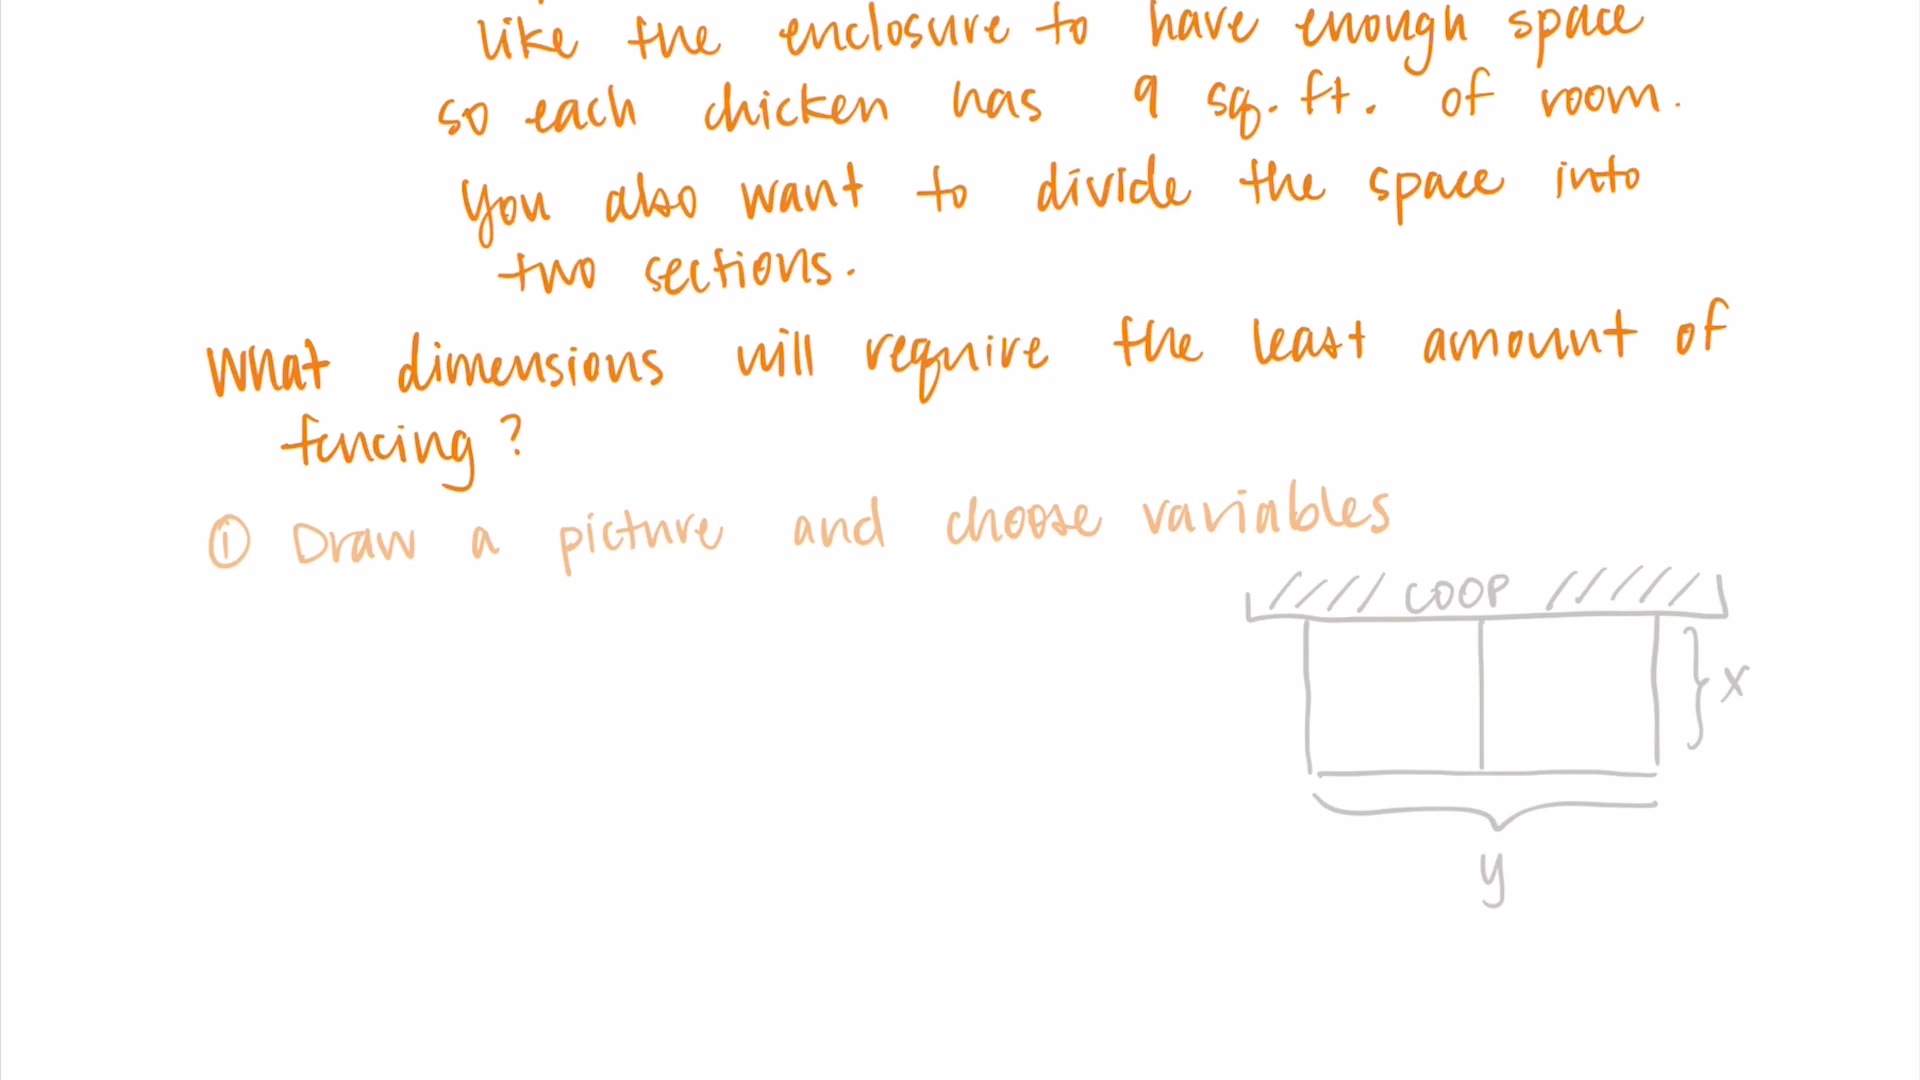 like the enclosure to have enough space
so each chicken has 9 sq. ft. of room.
You also want to divide the space into
two sections.
What dimensions will require the least amount of
fencing?
① Draw a picture and choose variables
COOP
x
y